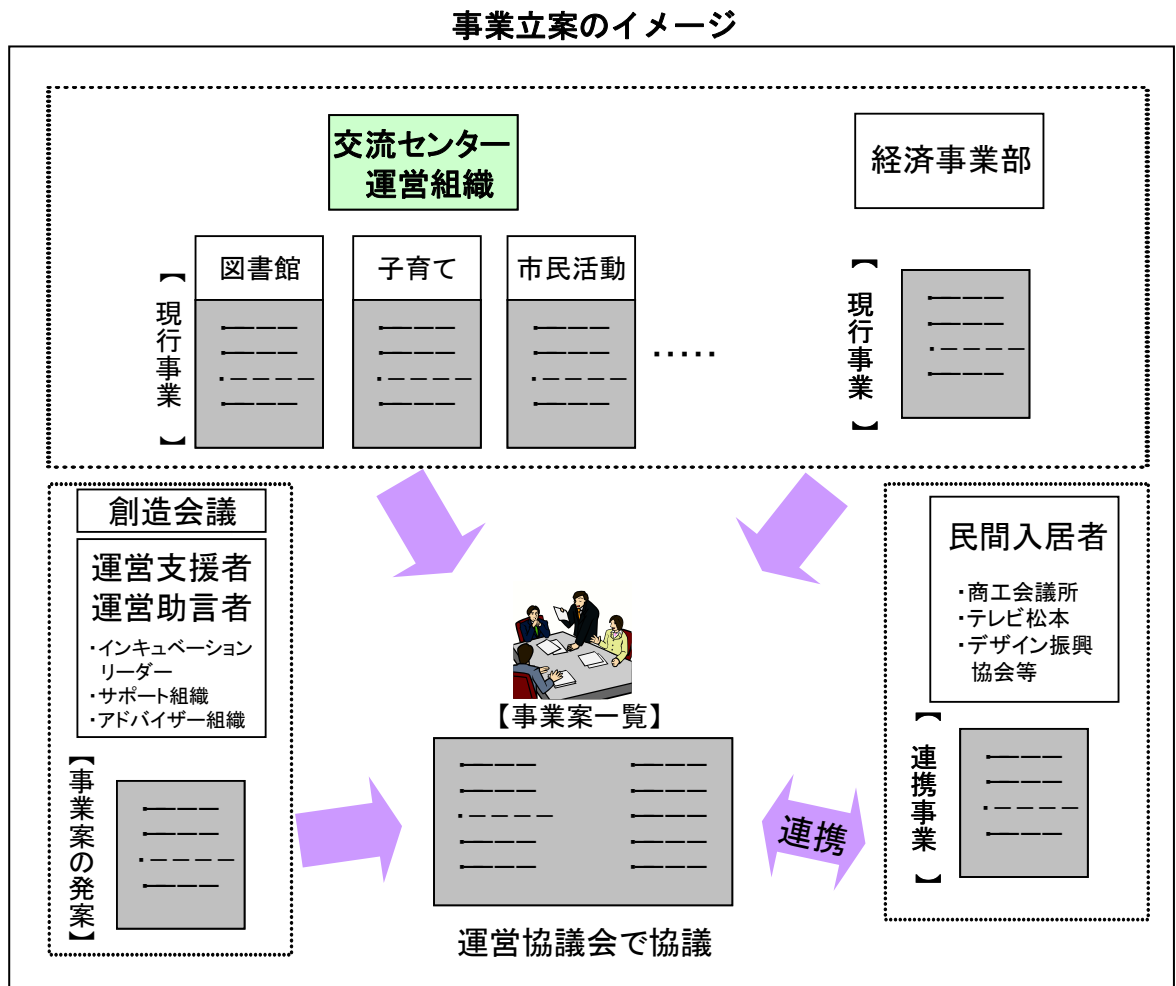 事業立案のイメージ
交流センター
運営組織
経済事業部
図書館
子育て
市民活動
【現行事業】
・・・・・
【現行事業】
創造会議
運営支援者
運営助言者
・インキュベーション
リーダー
・サポート組織
・アドバイザー組織
【事業案の発案】
民間入居者
・商工会議所
・テレビ松本
・デザイン振興
協会等
【連携事業】
【事業案一覧】
連携
運営協議会で協議